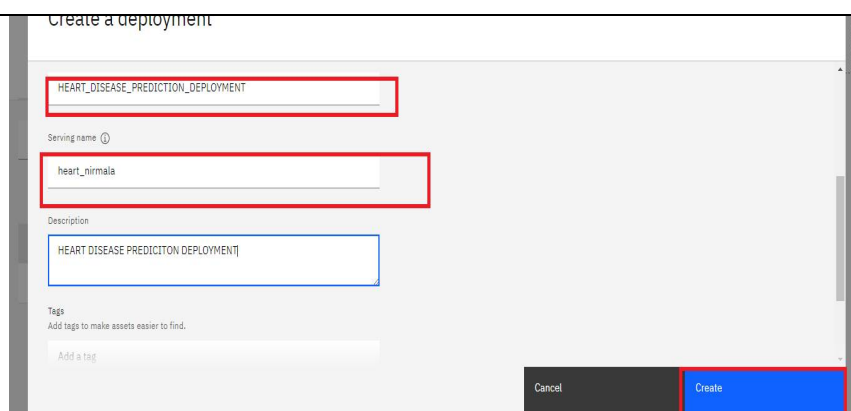 Create a deployment
HEART_DISEASE_PREDICTION_DEPLOYMENT
Serving name
heart_nirmala
Description
HEART DISEASE PREDICITON DEPLOYMENT
Tags
Add tags to make assets easier to find.
Add a tag
Cancel
Create